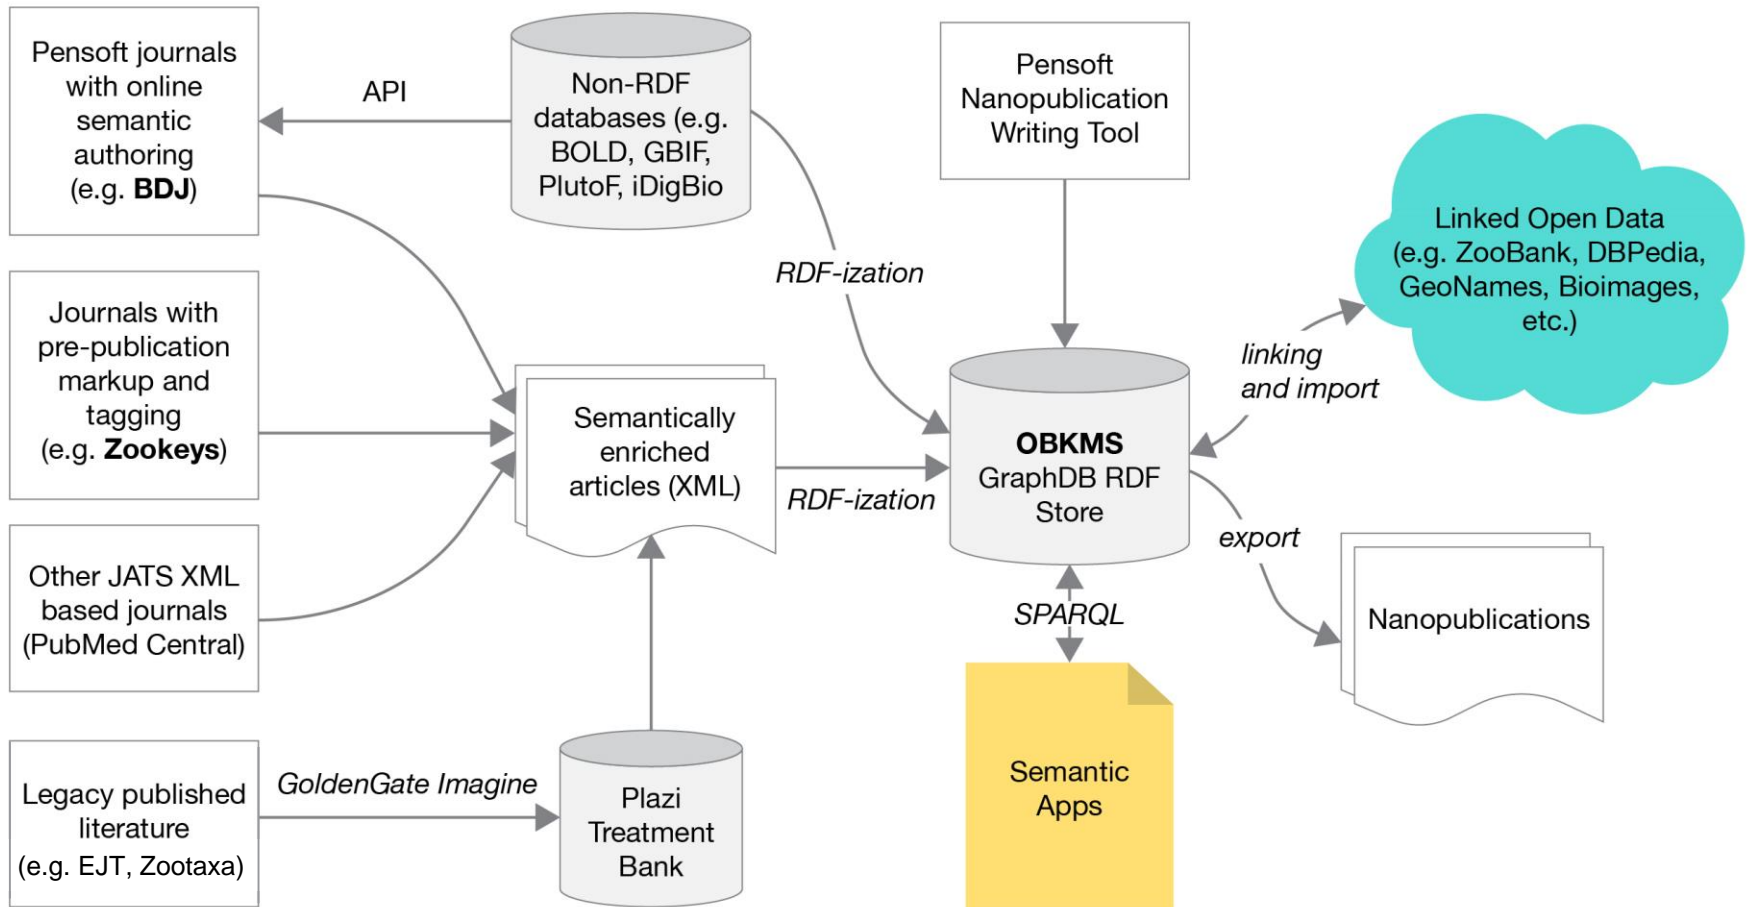 Pensoft journals
with online
semantic
authoring
(e.g. BDJ)
API
Non-RDF
databases (e.g.
BOLD, GBIF,
PlutoF, iDigBio
Pensoft
Nanopublication
Writing Tool
Linked Open Data
(e.g. ZooBank, DBPedia,
GeoNames, Bioimages,
etc.)
RDF-ization
Journals with
pre-publication
markup and
tagging
(e.g. Zookeys)
linking
and import
Semantically
enriched
articles (XML)
RDF-ization
OBKMS
GraphDB RDF
Store
export
Other JATS XML
based journals
(PubMed Central)
SPARQL
Nanopublications
Legacy published
literature
(e.g. EJT, Zootaxa)
GoldenGate Imagine
Plazi
Treatment
Bank
Semantic
Apps